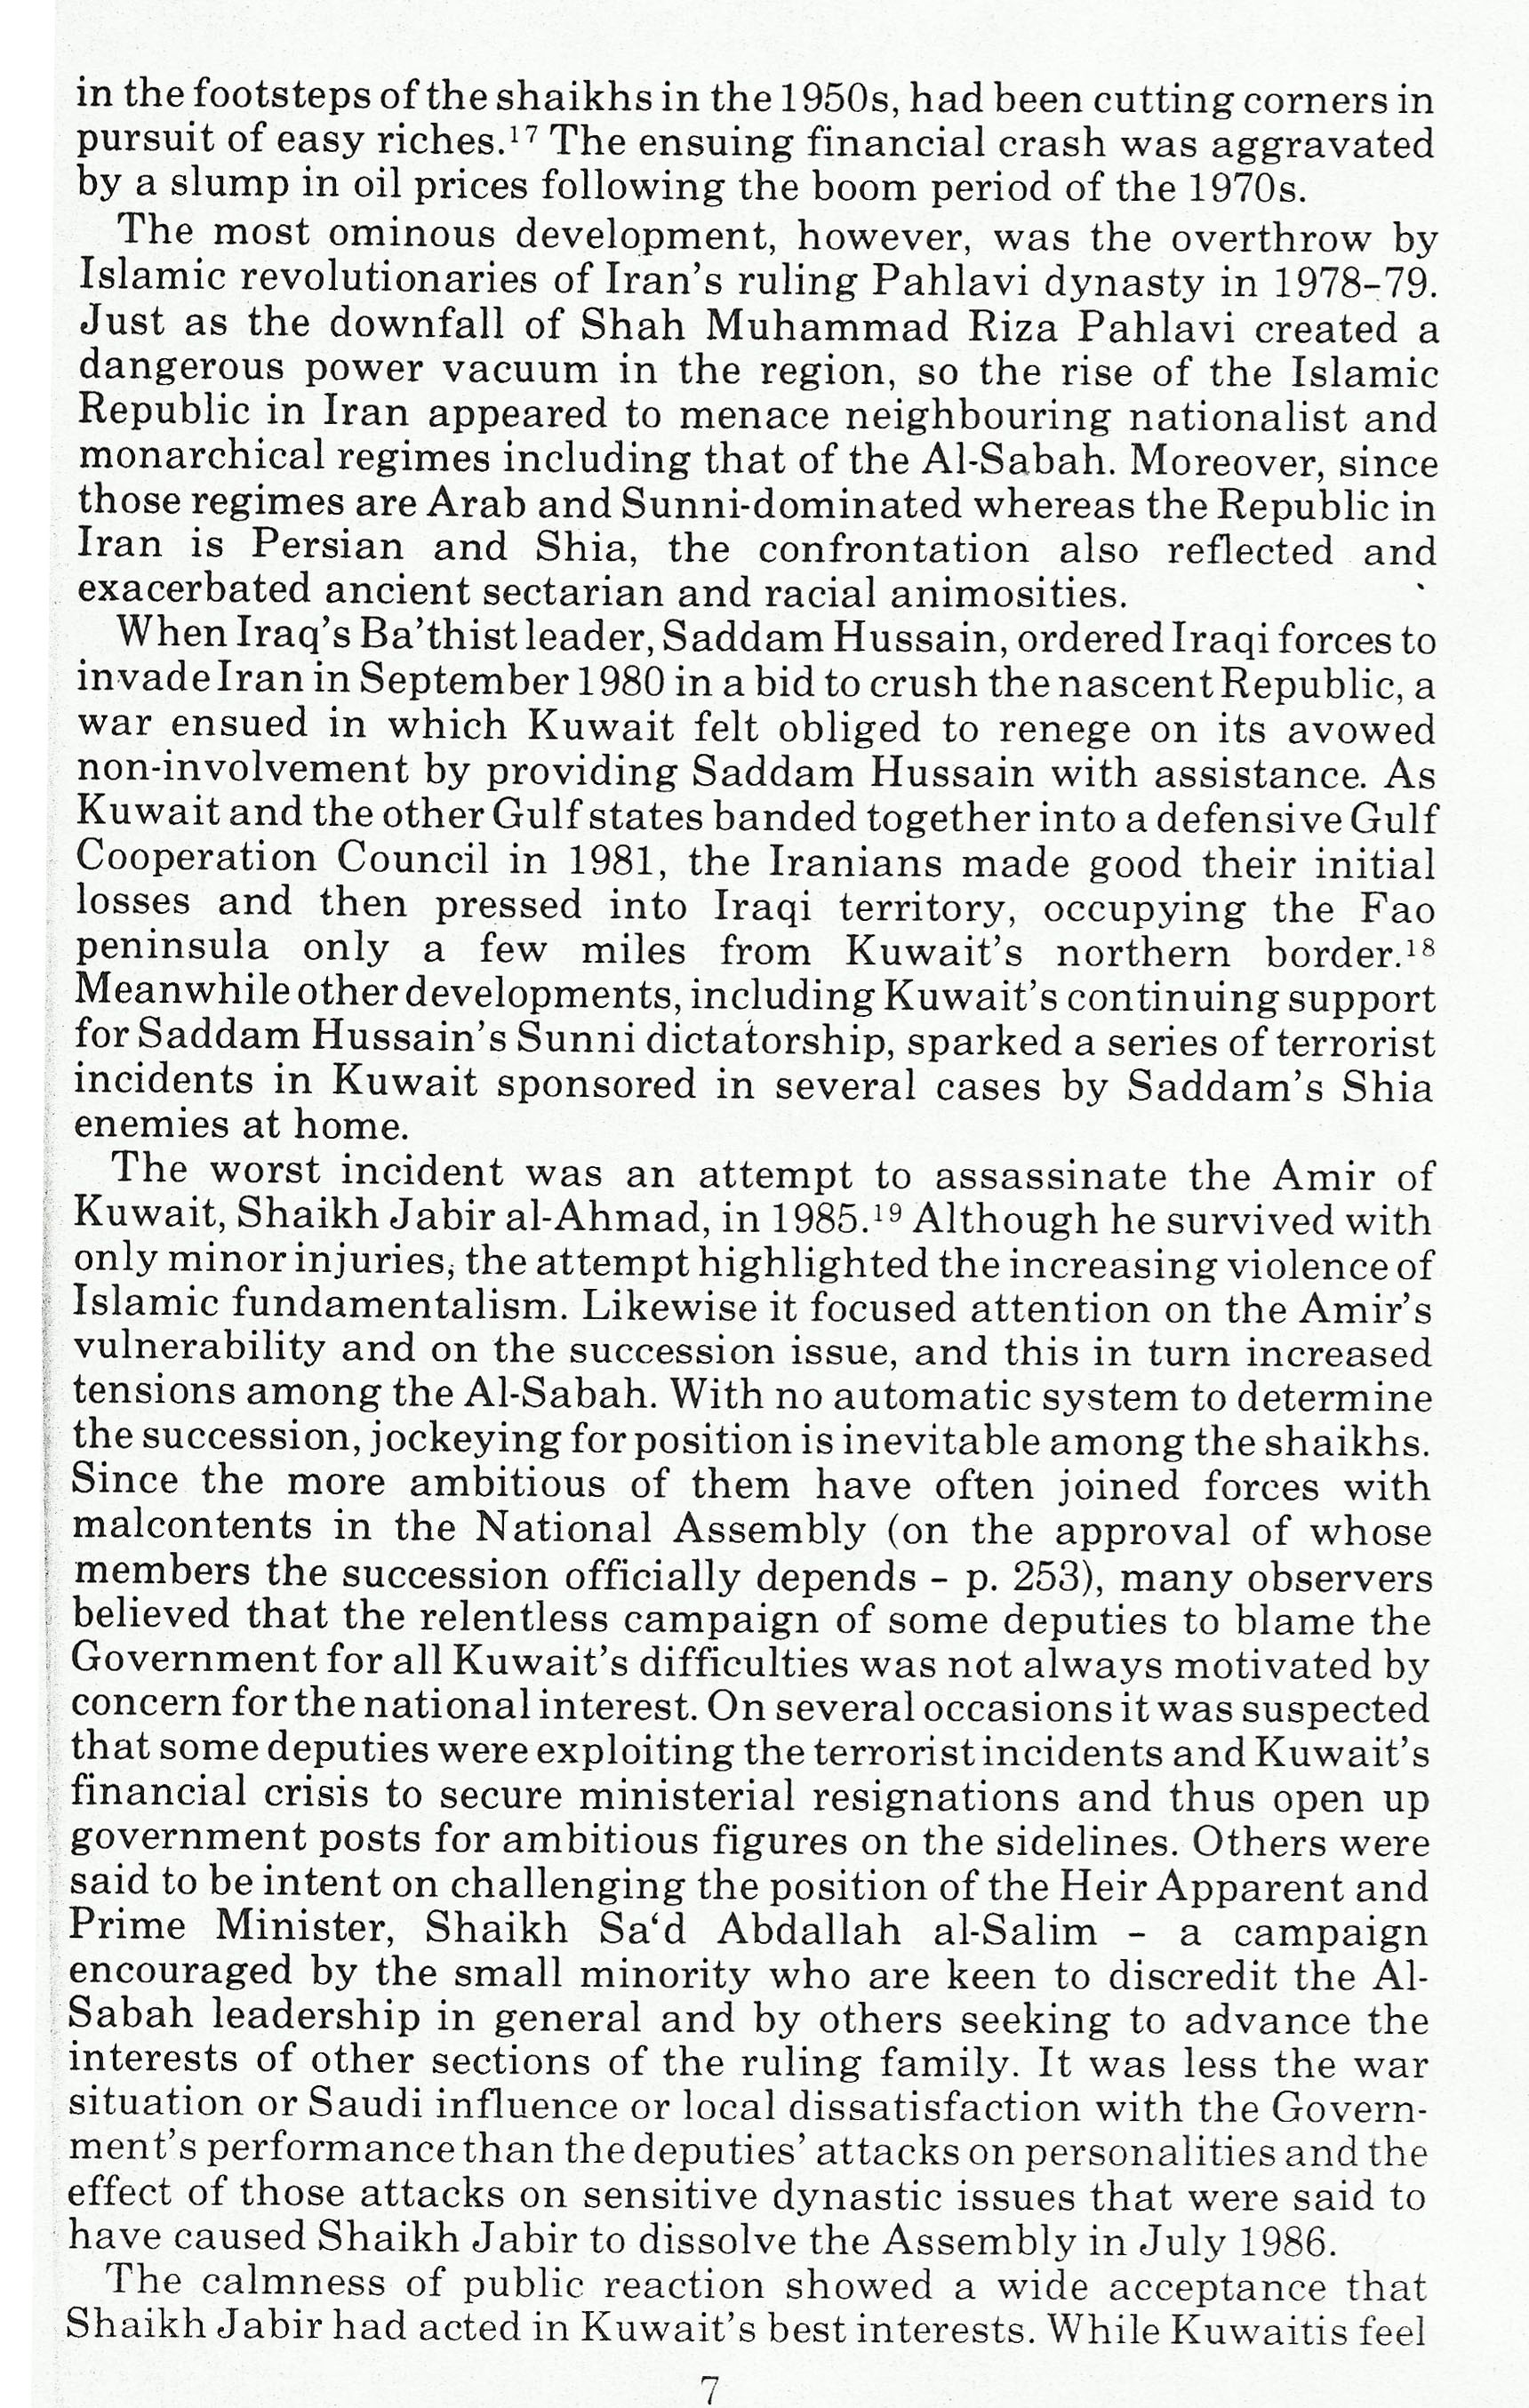 in the footsteps of the shaikhs in the 1950s, had been cutting corners in
pursuit of easy riches.¹⁷ The ensuing financial crash was aggravated
by a slump in oil prices following the boom period of the 1970s.
The most ominous development, however, was the overthrow by
Islamic revolutionaries of Iran's ruling Pahlavi dynasty in 1978-79.
Just as the downfall of Shah Muhammad Riza Pahlavi created a
dangerous power vacuum in the region, so the rise of the Islamic
Republic in Iran appeared to menace neighbouring nationalist and
monarchical regimes including that of the Al-Sabah. Moreover, since
those regimes are Arab and Sunni-dominated whereas the Republic in
Iran is Persian and Shia, the confrontation also reflected and
exacerbated ancient sectarian and racial animosities.
When Iraq's Ba'thist leader, Saddam Hussain, ordered Iraqi forces to
invade Iran in September 1980 in a bid to crush the nascent Republic, a
war ensued in which Kuwait felt obliged to renege on its avowed
non-involvement by providing Saddam Hussain with assistance. As
Kuwait and the other Gulf states banded together into a defensive Gulf
Cooperation Council in 1981, the Iranians made good their initial
losses and then pressed into Iraqi territory, occupying the Fao
peninsula only a few miles from Kuwait's northern border.¹⁸
Meanwhile other developments, including Kuwait's continuing support
for Saddam Hussain's Sunni dictatorship, sparked a series of terrorist
incidents in Kuwait sponsored in several cases by Saddam's Shia
enemies at home.
The worst incident was an attempt to assassinate the Amir of
Kuwait, Shaikh Jabir al-Ahmad, in 1985.¹⁹ Although he survived with
only minor injuries, the attempt highlighted the increasing violence of
Islamic fundamentalism. Likewise it focused attention on the Amir's
vulnerability and on the succession issue, and this in turn increased
tensions among the Al-Sabah. With no automatic system to determine
the succession, jockeying for position is inevitable among the shaikhs.
Since the more ambitious of them have often joined forces with
malcontents in the National Assembly (on the approval of whose
members the succession officially depends – p. 253), many observers
believed that the relentless campaign of some deputies to blame the
Government for all Kuwait's difficulties was not always motivated by
concern for the national interest. On several occasions it was suspected
that some deputies were exploiting the terrorist incidents and Kuwait's
financial crisis to secure ministerial resignations and thus open up
government posts for ambitious figures on the sidelines. Others were
said to be intent on challenging the position of the Heir Apparent and
Prime Minister, Shaikh Sa‘d Abdallah al-Salim – a campaign
encouraged by the small minority who are keen to discredit the Al-
Sabah leadership in general and by others seeking to advance the
interests of other sections of the ruling family. It was less the war
situation or Saudi influence or local dissatisfaction with the Govern-
ment's performance than the deputies' attacks on personalities and the
effect of those attacks on sensitive dynastic issues that were said to
have caused Shaikh Jabir to dissolve the Assembly in July 1986.
The calmness of public reaction showed a wide acceptance that
Shaikh Jabir had acted in Kuwait's best interests. While Kuwaitis feel
7